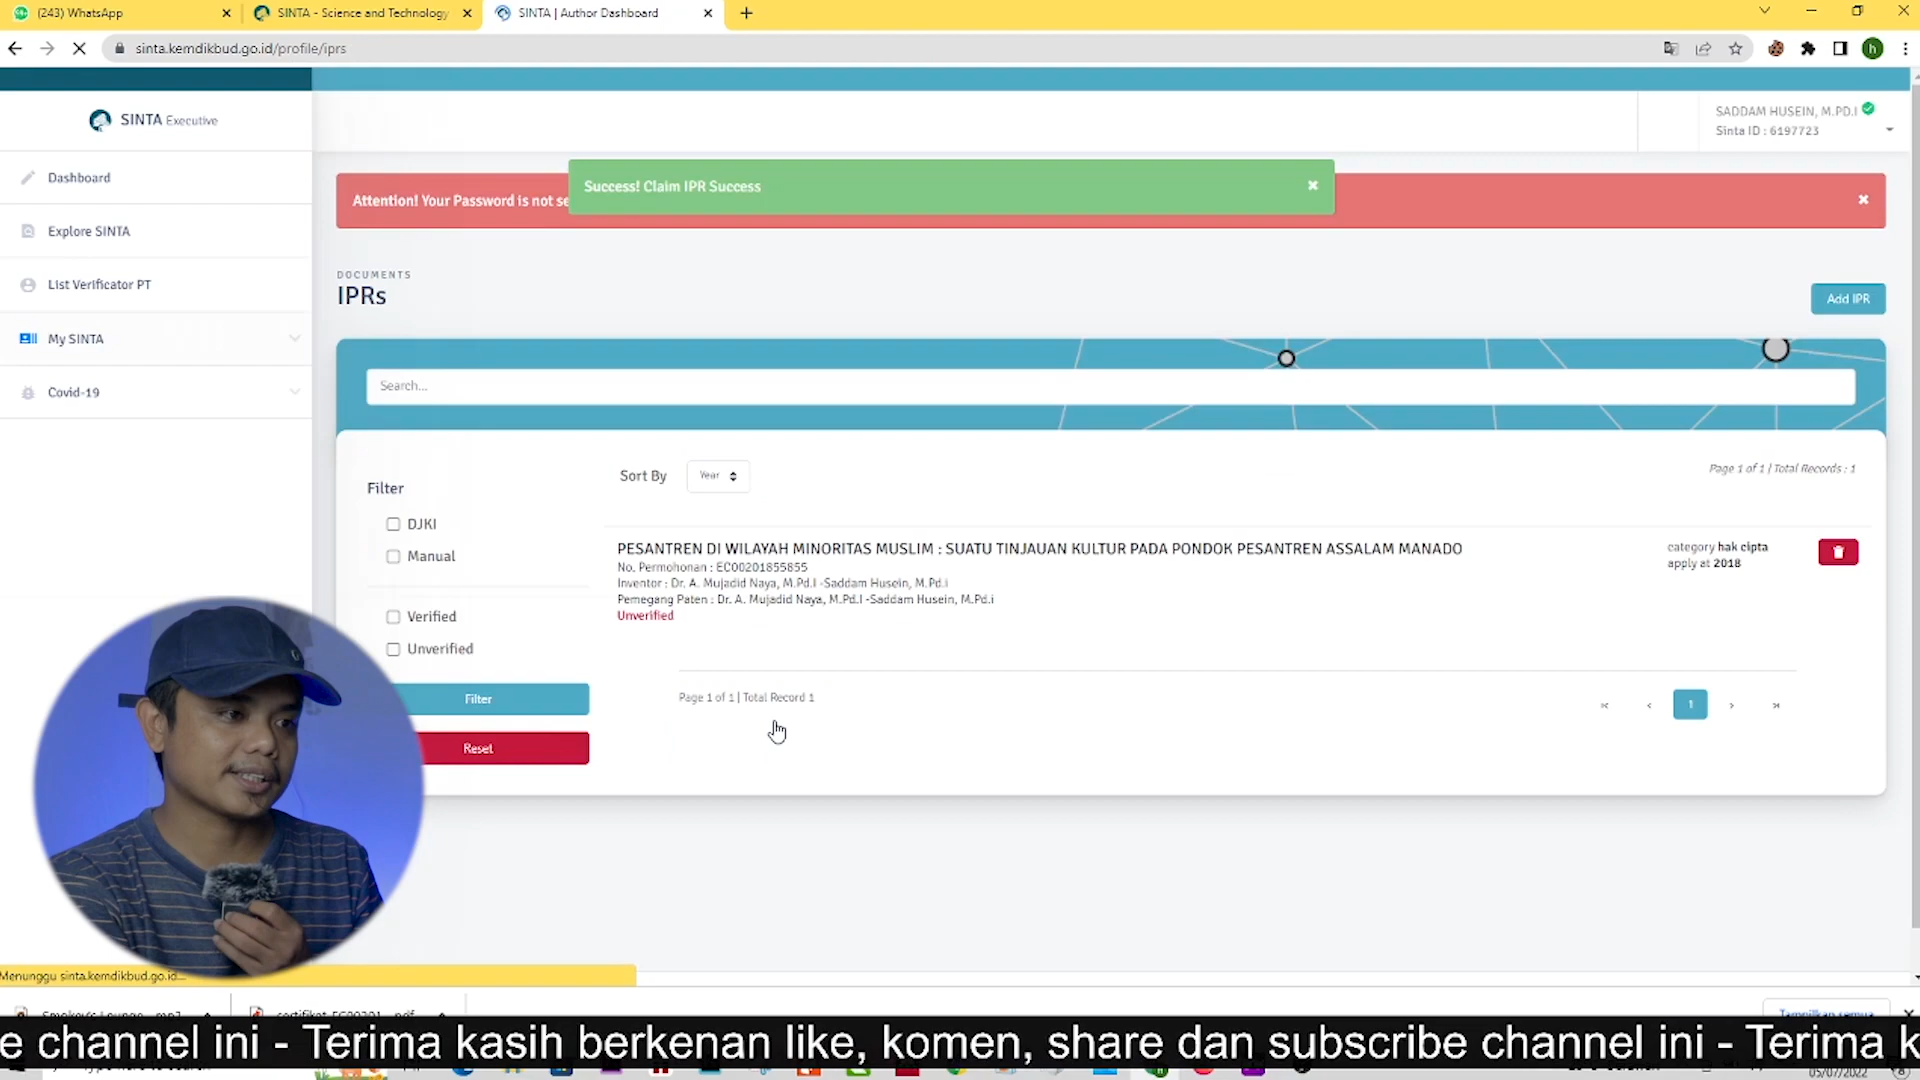 (243) WhatsApp
SINTA - Science and Technology
SINTA | Author Dashboard
sinta.kemdikbud.go.id/profile/iprs
h
SINTA Executive
SADDAM HUSEIN, M.PD.I
Sinta ID : 6197723
Dashboard
Explore SINTA
List Verificator PT
My SINTA
Covid-19
Attention! Your Password is not se
Success! Claim IPR Success
DOCUMENTS
IPRs
Add IPR
Search...
Filter
DJKI
Manual
Verified
Unverified
Filter
Reset
Sort By
Year
Page 1 of 1 | Total Records : 1
PESANTREN DI WILAYAH MINORITAS MUSLIM : SUATU TINJAUAN KULTUR PADA PONDOK PESANTREN ASSALAM MANADO
No. Permohonan : EC00201855855
Inventor : Dr. A. Mujadid Naya, M.Pd.I -Saddam Husein, M.Pd.i
Pemegang Paten : Dr. A. Mujadid Naya, M.Pd.I -Saddam Husein, M.Pd.i
Unverified
category hak cipta
apply at 2018
Page 1 of 1 | Total Record 1
1
Menunggu sinta.kemdikbud.go.id...
Tampilkan semua
e channel ini - Terima kasih berkenan like, komen, share dan subscribe channel ini - Terima k
05/07/2022